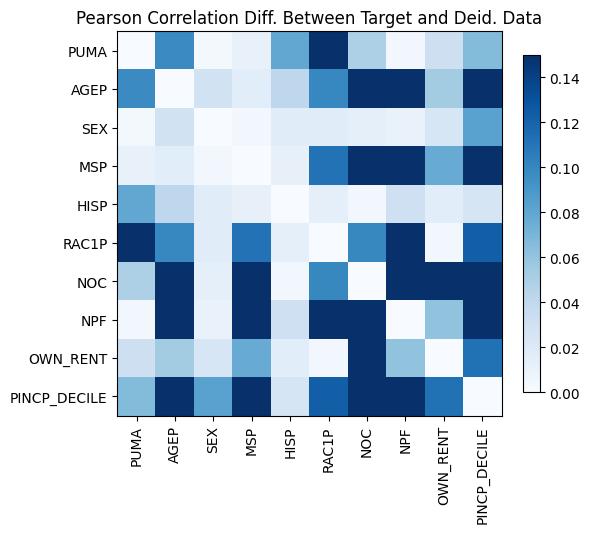 Pearson Correlation Diff. Between Target and Deid. Data
PUMA
AGEP
SEX
MSP
HISP
RAC1P
NOC
NPF
OWN_RENT
PINCP_DECILE
PUMA
AGEP
SEX
MSP
HISP
RAC1P
NOC
NPF
OWN_RENT
PINCP_DECILE
0.14
0.12
0.10
0.08
0.06
0.04
0.02
0.00